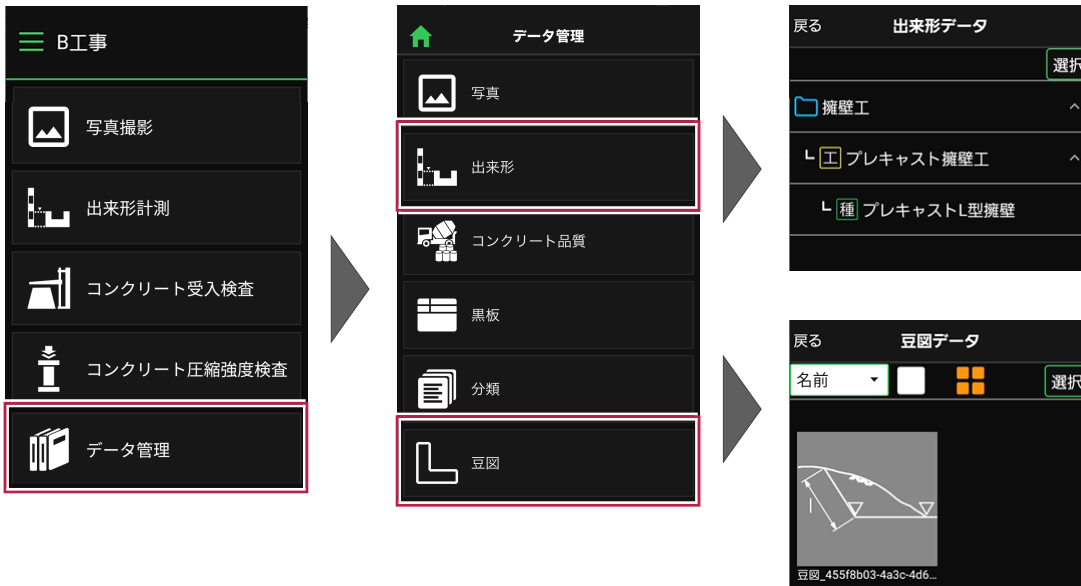 B工事
写真撮影
出来形計測
コンクリート受入検査
コンクリート圧縮強度検査
データ管理
データ管理
写真
出来形
コンクリート品質
黒板
分類
豆図
戻る 出来形データ
選択
擁壁工
工 プレキャスト擁壁工
種 プレキャストL型擁壁
戻る 豆図データ
名前 選択
l
豆図_455f8b03-4a3c-4d6...